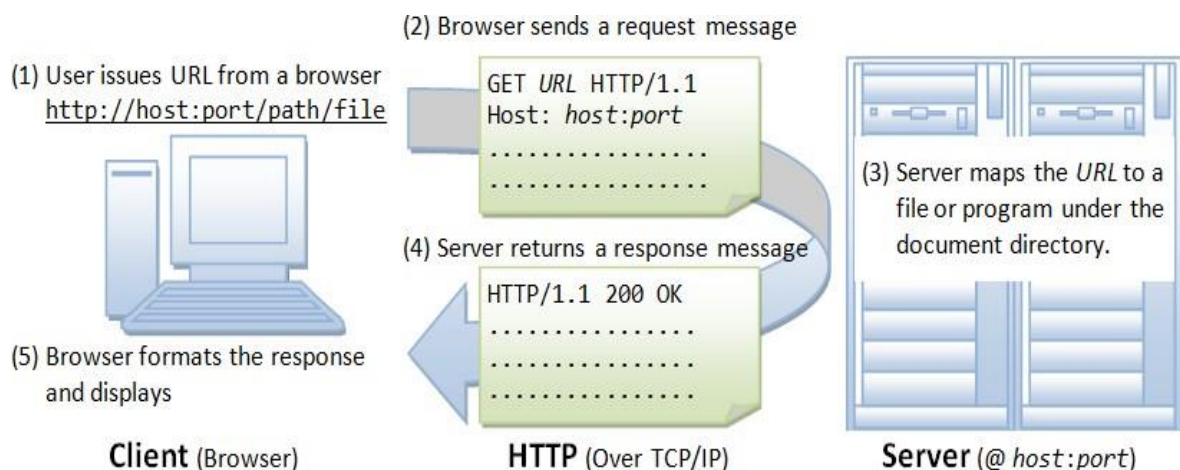 (1) User issues URL from a browser
http://host:port/path/file
(2) Browser sends a request message
GET URL HTTP/1.1
Host: host:port
..................
..................
(3) Server maps the URL to a
file or program under the
document directory.
(4) Server returns a response message
HTTP/1.1 200 OK
.................
.................
.................
(5) Browser formats the response
and displays
Client (Browser)
HTTP (Over TCP/IP)
Server (@ host:port)